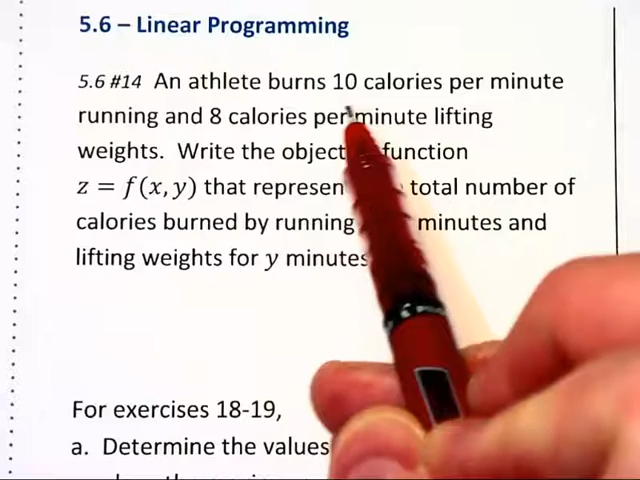 5.6 – Linear Programming
5.6 #14 An athlete burns 10 calories per minute
running and 8 calories per minute lifting
weights. Write the object function
z = f(x, y) that represen total number of
calories burned by running minutes and
lifting weights for y minutes
For exercises 18-19,
a. Determine the values